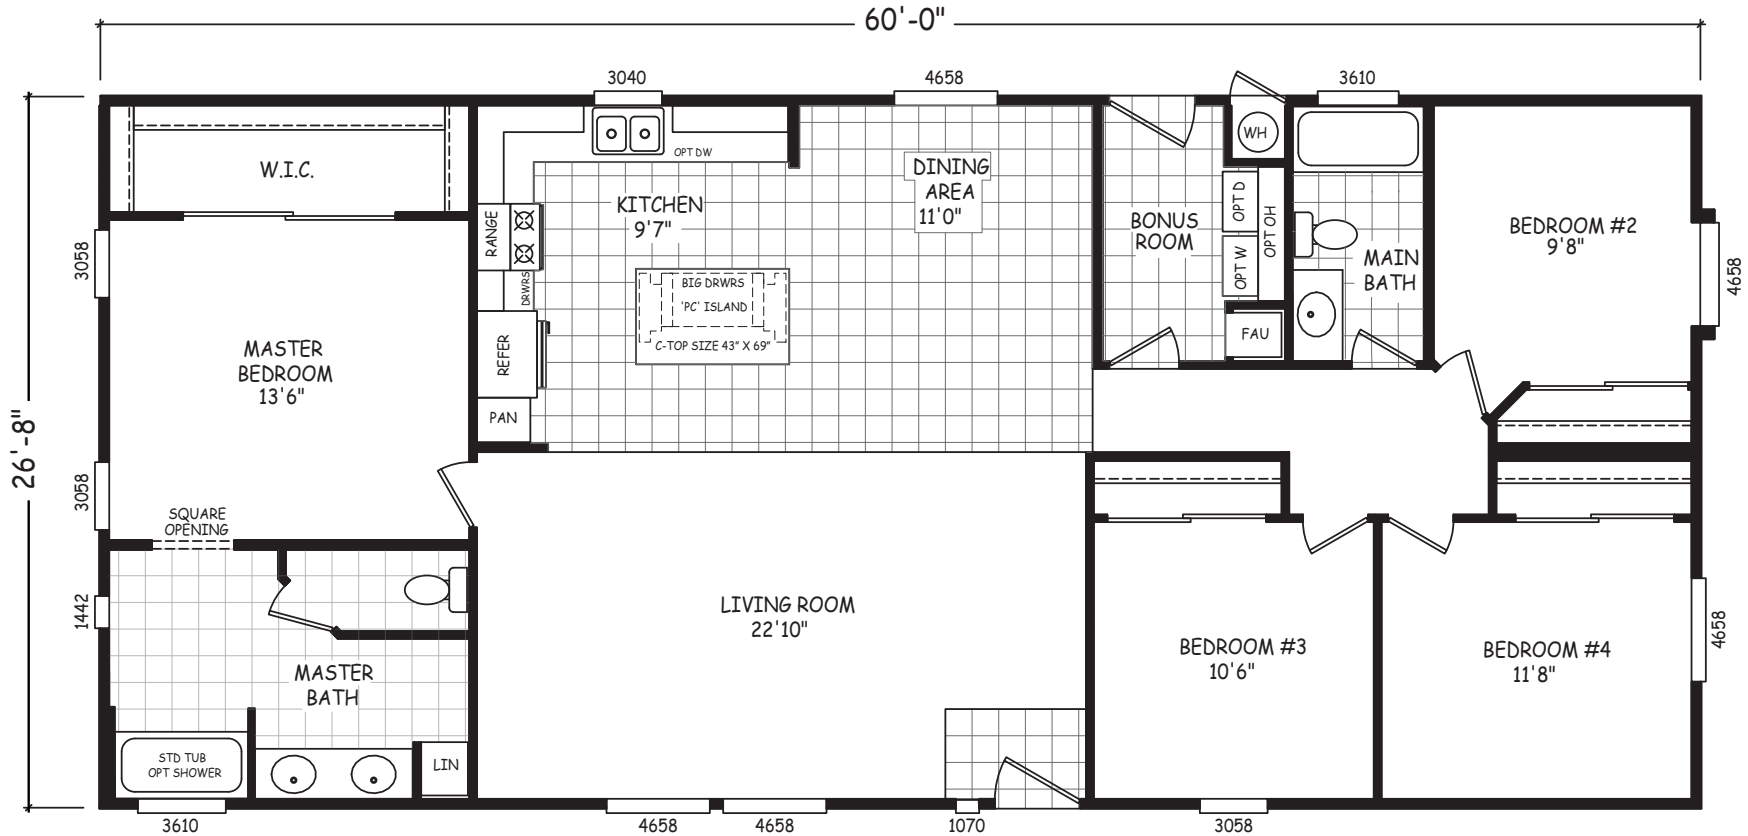 60'-0"
3040
4658
3610
WH
W.I.C.
OPT DW
DINING
AREA
11'0"
KITCHEN
9'7"
RANGE
BONUS
ROOM
OPT D
OPT OH
OPT W
MAIN
BATH
BEDROOM #2
9'8"
3058
4658
DRWRS
BIG DRWRS
'PC' ISLAND
C-TOP SIZE 43" X 69"
FAU
MASTER
BEDROOM
13'6"
REFER
PAN
26'-8"
3058
SQUARE
OPENING
1442
LIVING ROOM
22'10"
MASTER
BATH
BEDROOM #3
10'6"
BEDROOM #4
11'8"
4658
STD TUB
OPT SHOWER
LIN
3610
4658
4658
1070
3058